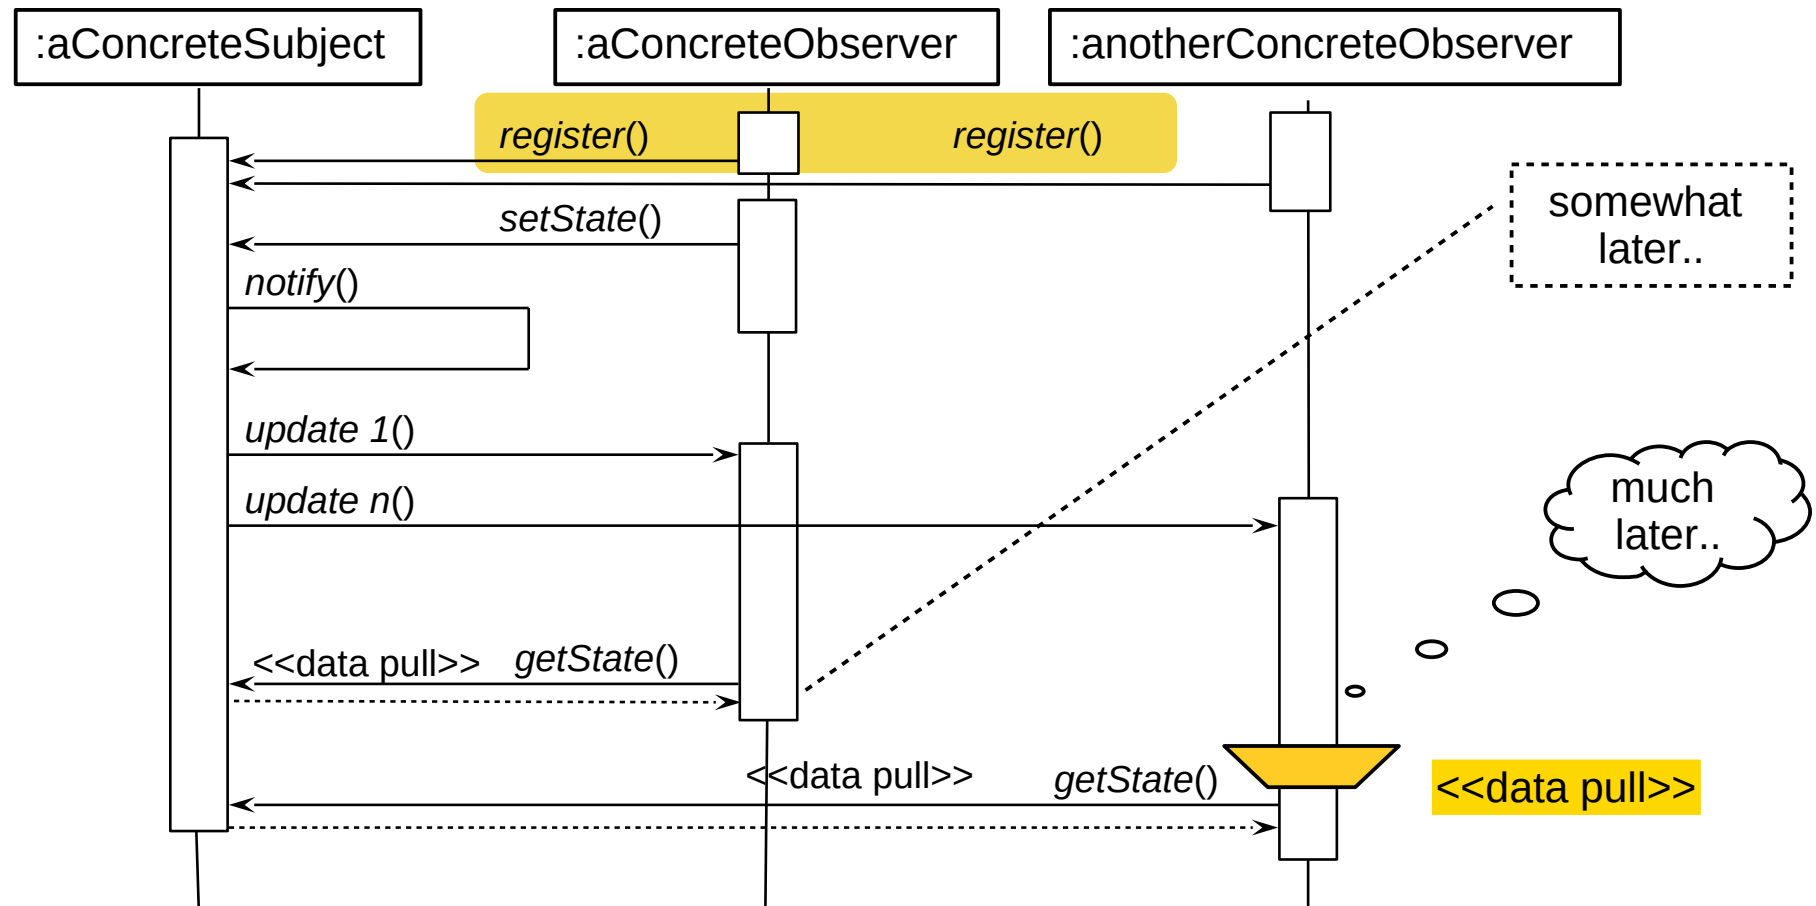 :aConcreteSubject
:aConcreteObserver
:anotherConcreteObserver
register()
register()
setState()
somewhat
later..
notify()
update 1()
update n()
much
later..
<<data pull>>
getState()
<<data pull>>
getState()
<<data pull>>